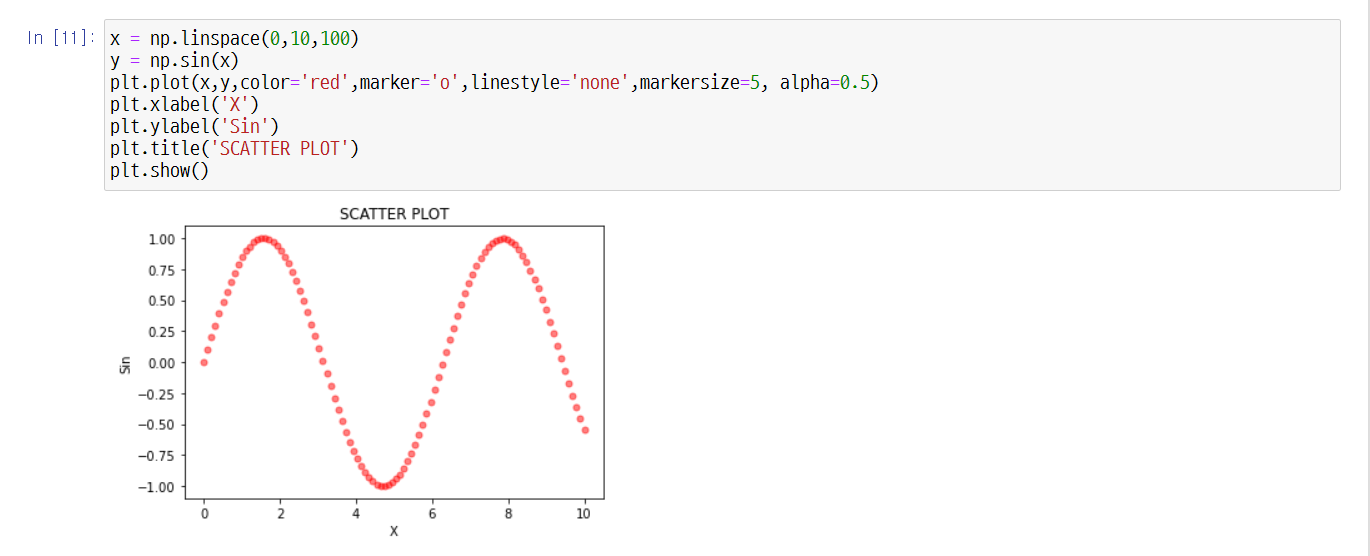 In [11]: x = np.linspace(0,10,100)
y = np.sin(x)
plt.plot(x,y,color='red',marker='o',linestyle='none',markersize=5, alpha=0.5)
plt.xlabel('X')
plt.ylabel('Sin')
plt.title('SCATTER PLOT')
plt.show()
SCATTER PLOT
1.00
0.75
0.50
0.25
0.00
−0.25
−0.50
−0.75
−1.00
Sin
0 2 4 6 8 10
X